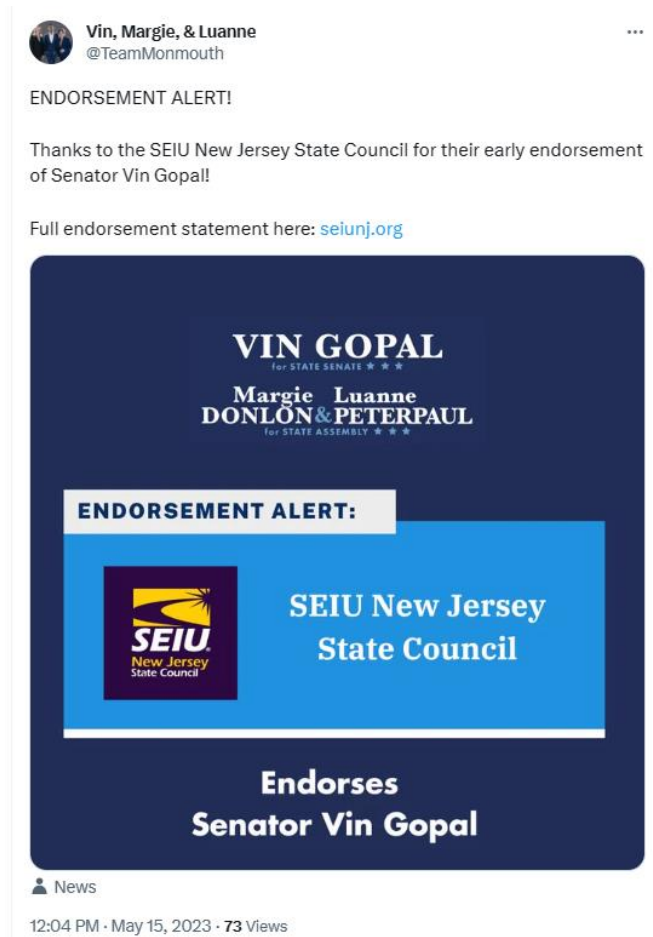 Vin, Margie, & Luanne
@TeamMonmouth
ENDORSEMENT ALERT!
Thanks to the SEIU New Jersey State Council for their early endorsement
of Senator Vin Gopal!
Full endorsement statement here: seiunj.org
VIN GOPAL
for STATE SENATE
Margie Luanne
DONLON & PETERPAUL
for STATE ASSEMBLY
ENDORSEMENT ALERT:
SEIU
New Jersey
State Council
SEIU New Jersey
State Council
Endorses
Senator Vin Gopal
News
12:04 PM · May 15, 2023 · 73 Views